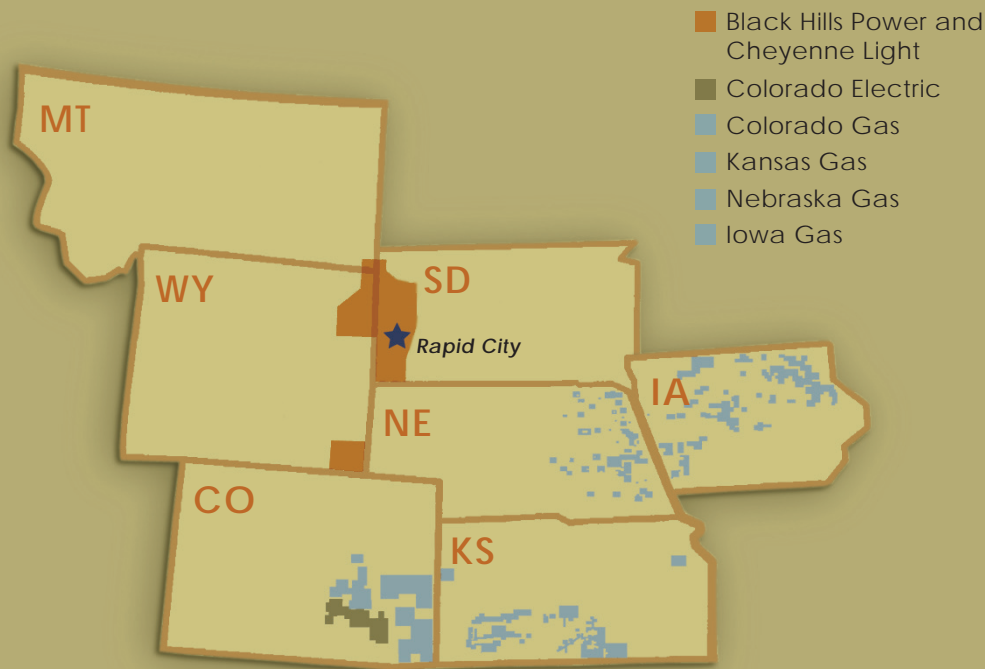 Black Hills Power and
Cheyenne Light
Colorado Electric
Colorado Gas
Kansas Gas
Nebraska Gas
Iowa Gas
MT
WY
SD
Rapid City
IA
NE
CO
KS